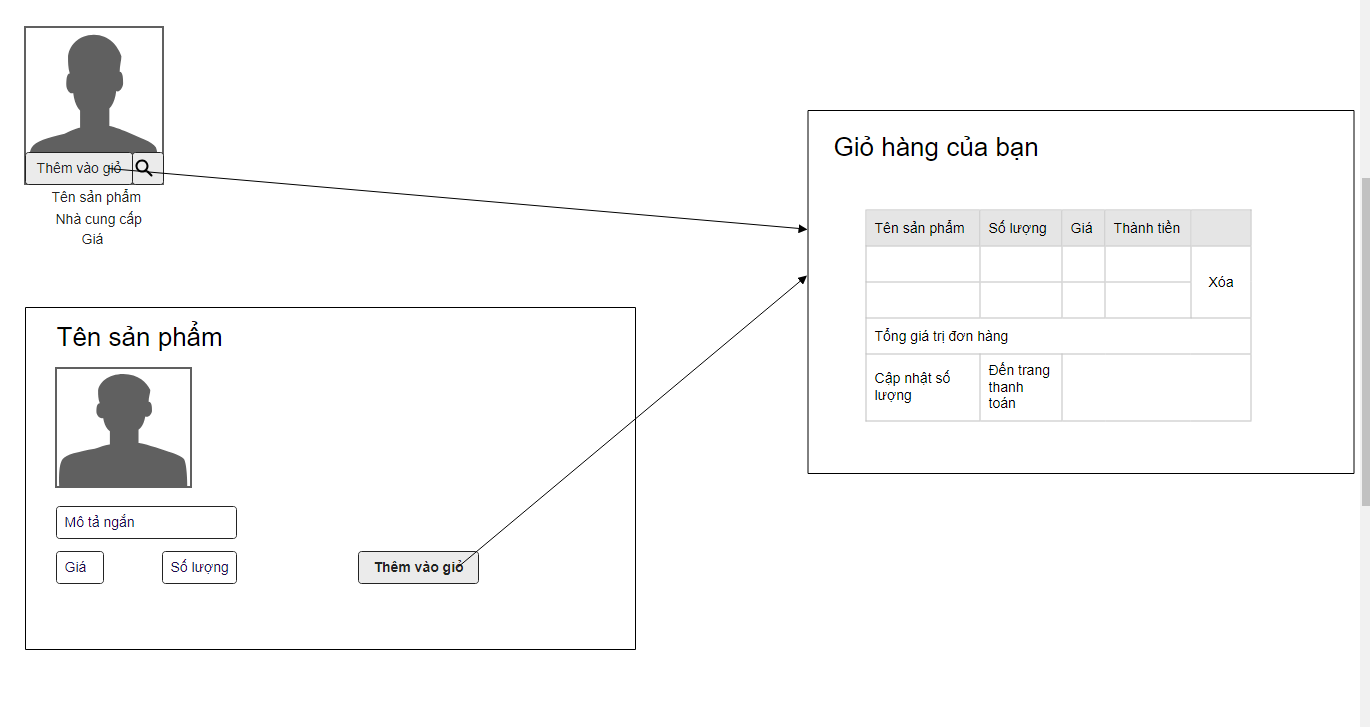 Thêm vào giỏ
Tên sản phẩm
Nhà cung cấp
Giá
Tên sản phẩm
Mô tả ngắn
Giá
Số lượng
Thêm vào giỏ
Giỏ hàng của bạn
Tên sản phẩm
Số lượng
Giá
Thành tiền
Xóa
Tổng giá trị đơn hàng
Cập nhật số
lượng
Đến trang
thanh
toán